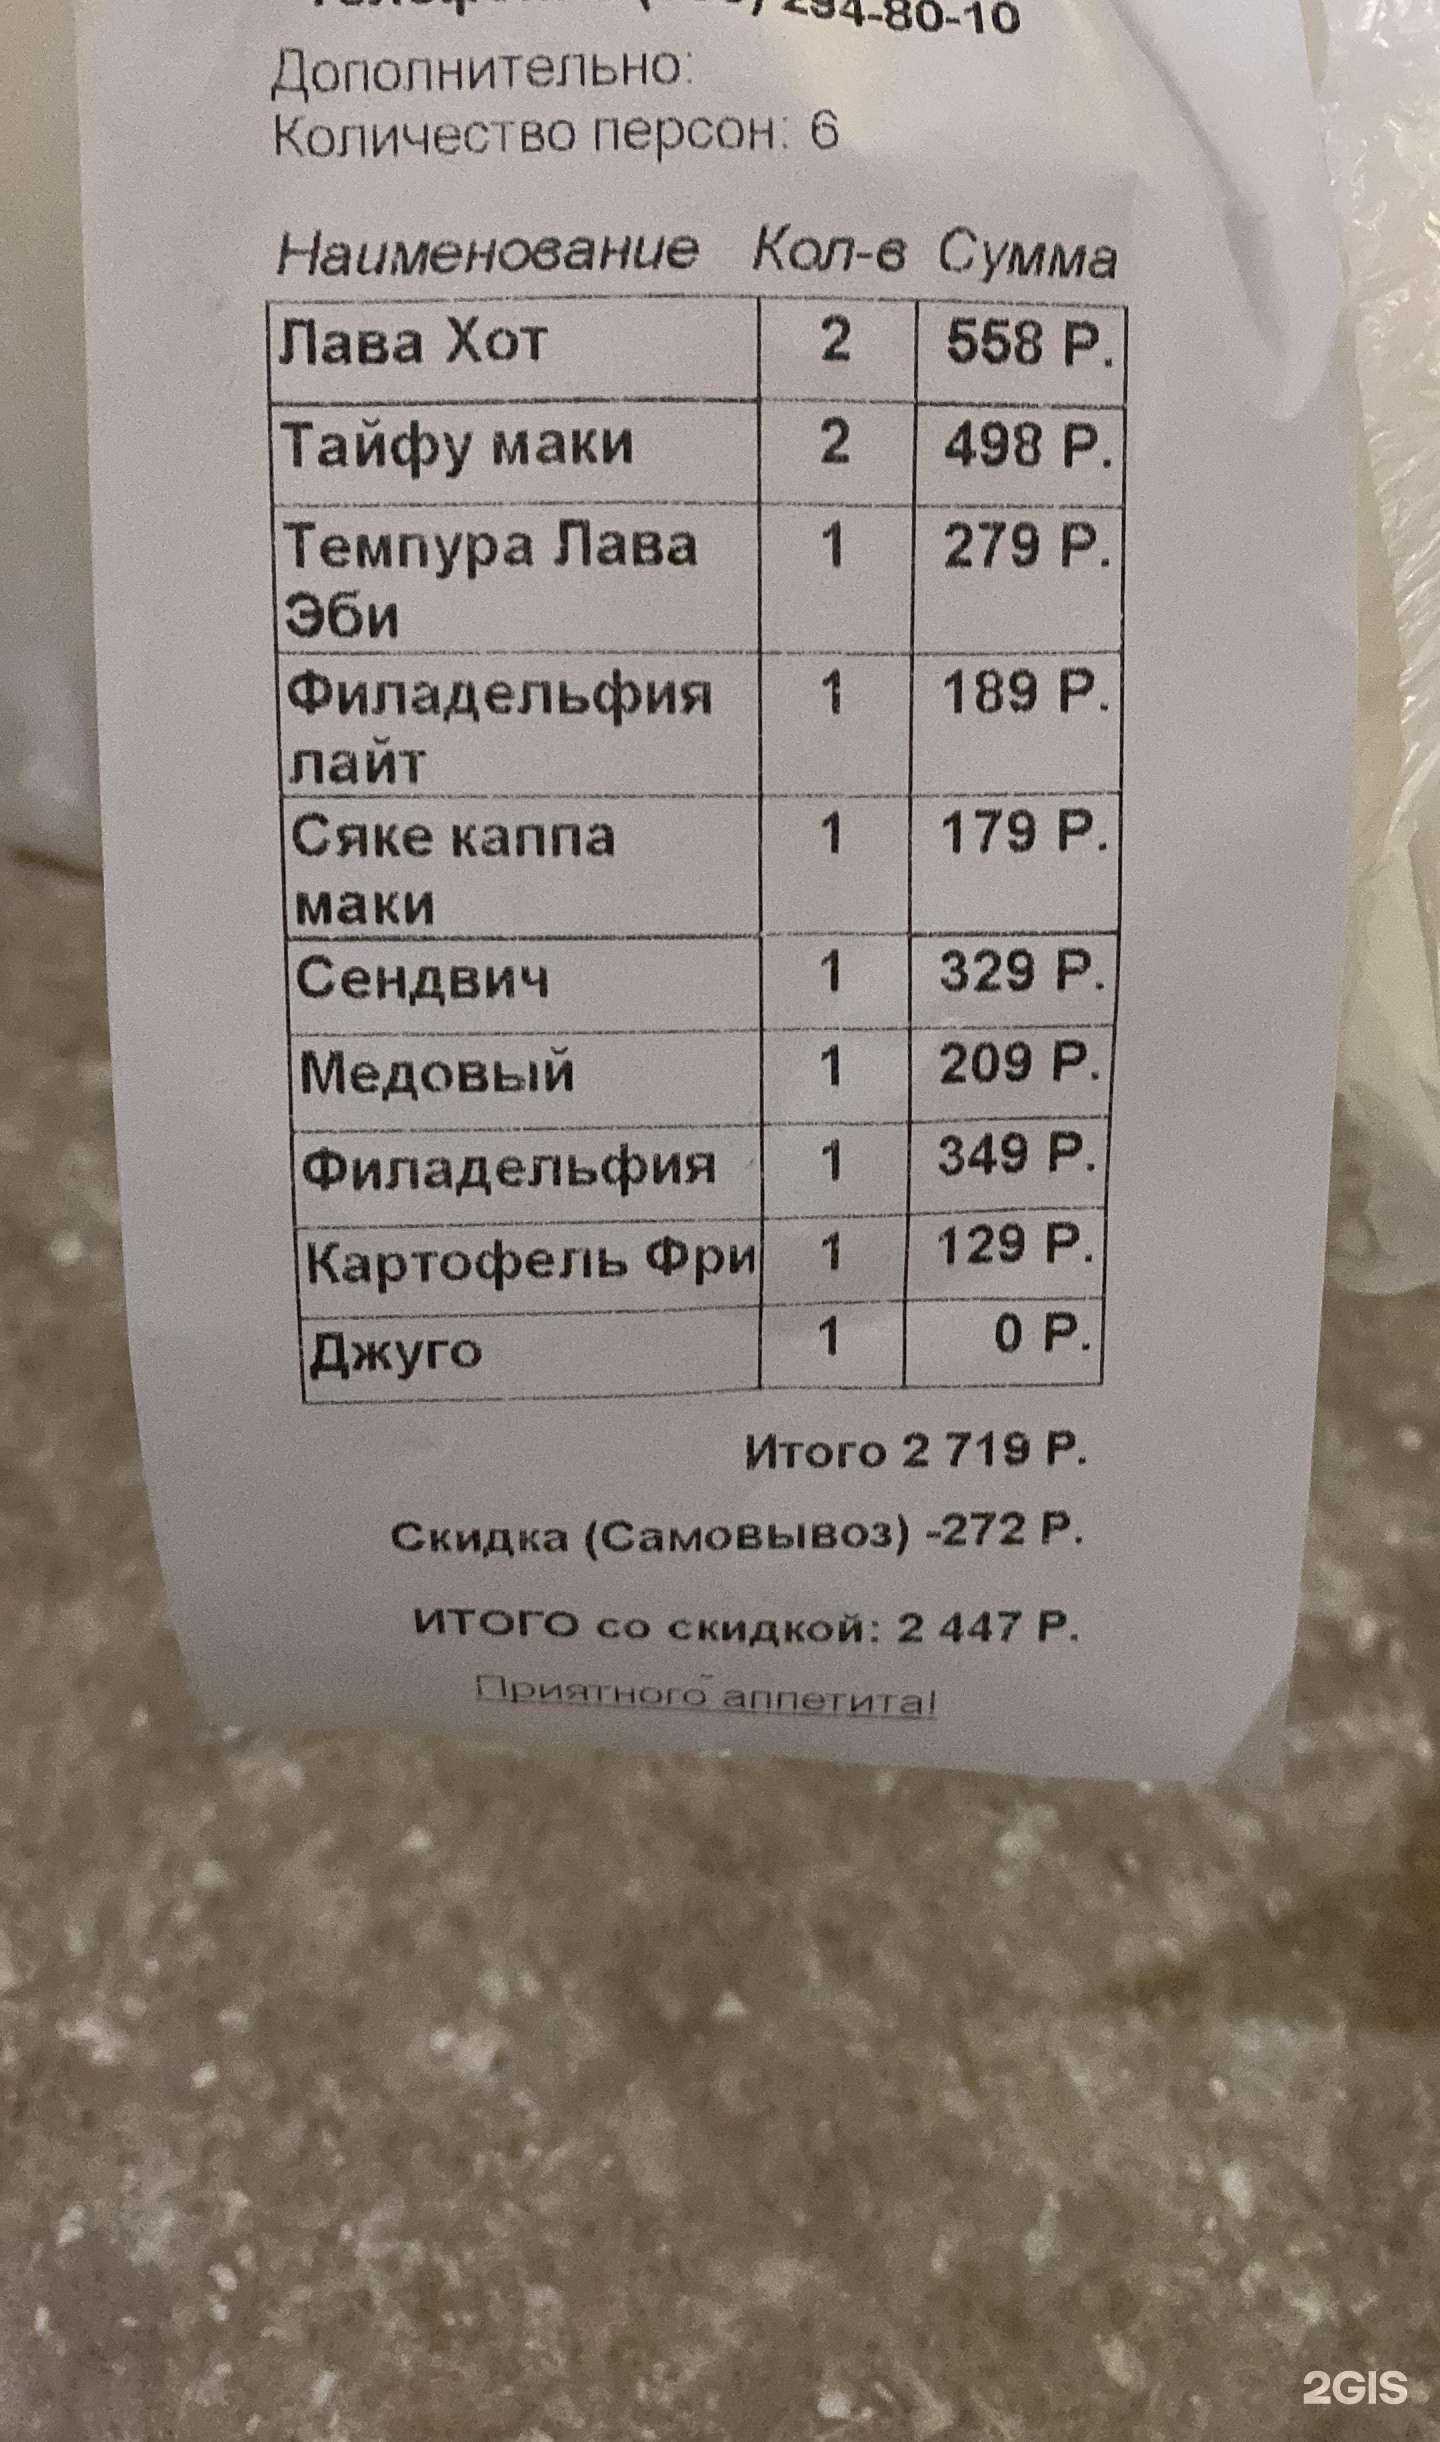 294-80-10
Дополнительно:
Количество персон: 6
Наименование Кол-в Сумма
Лава Хот 2 558 Р.
Тайфу маки 2 498 Р.
Темпура Лава 1 279 Р.
Эби
Филадельфия 1 189 Р.
лайт
Сяке каппа 1 179 Р.
маки
Сендвич 1 329 Р.
Медовый 1 209 Р.
Филадельфия 1 349 Р.
Картофель Фри 1 129 Р.
Джуго 1 0 Р.
Итого 2 719 Р.
Скидка (Самовывоз) -272 Р.
ИТОГО со скидкой: 2 447 Р.
Приятного аппетита!
2GIS